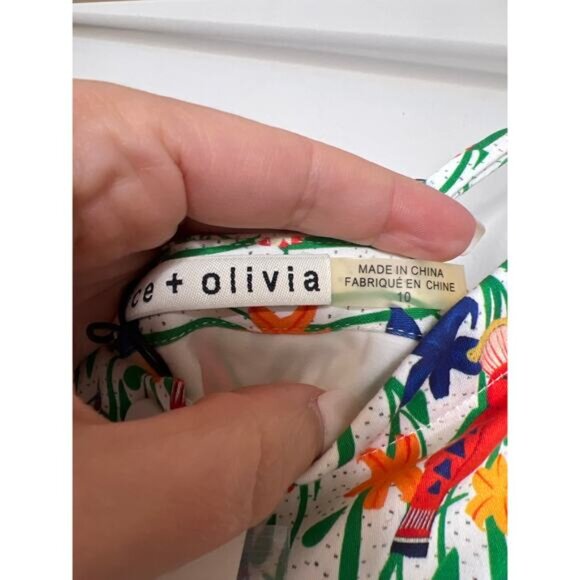 ce + olivia
MADE IN CHINA
FABRIQUÉ EN CHINE
10